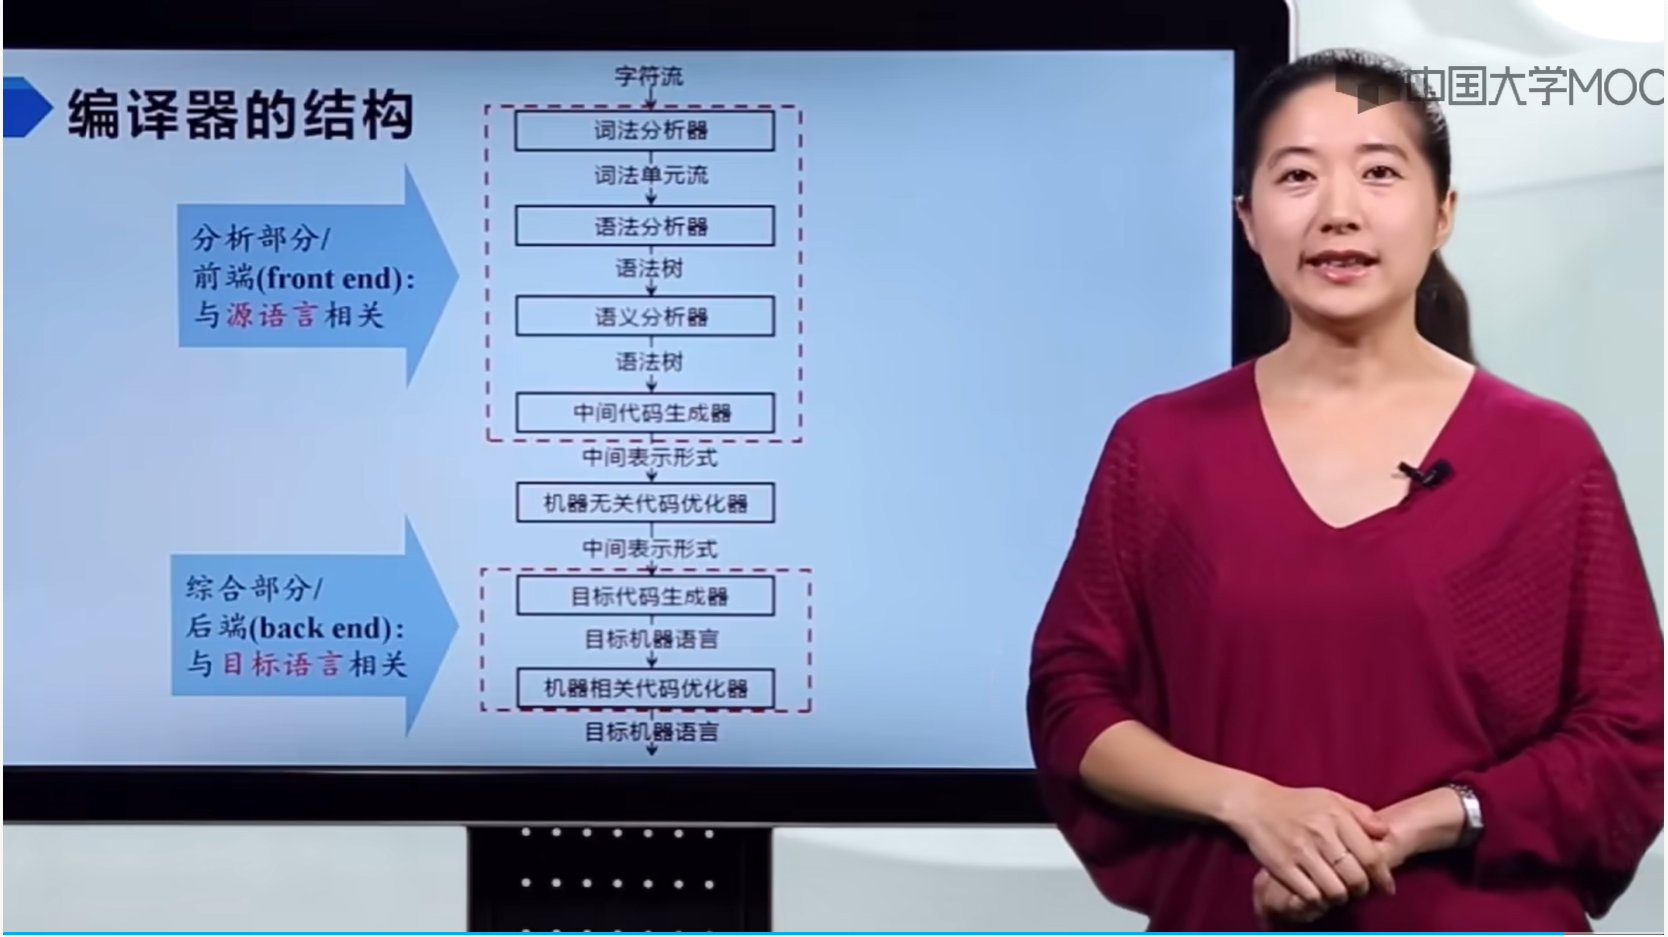 中国大学MOOC
编译器的结构
字符流
词法分析器
词法单元流
语法分析器
语法树
语义分析器
语法树
中间代码生成器
中间表示形式
机器无关代码优化器
中间表示形式
目标代码生成器
目标机器语言
机器相关代码优化器
目标机器语言
分析部分/
前端(front end):
与源语言相关
综合部分/
后端(back end):
与目标语言相关